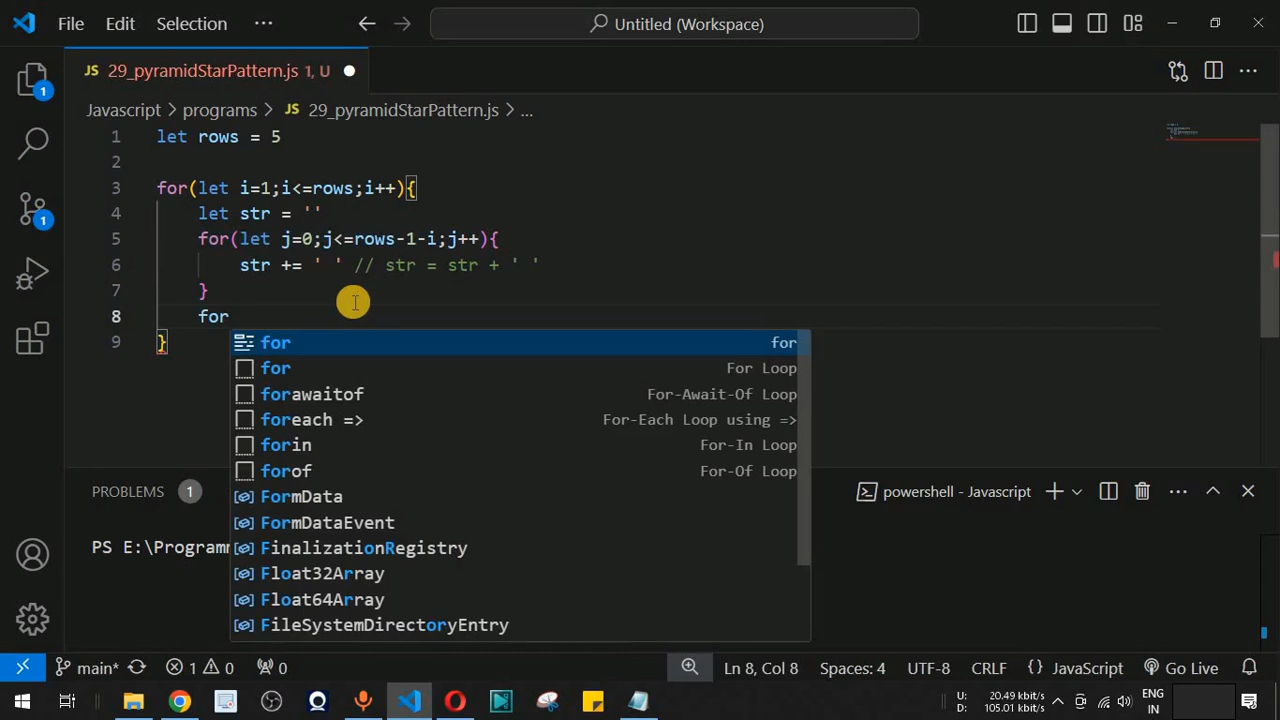 File Edit Selection ··· Untitled (Workspace)
JS 29_pyramidStarPattern.js 1, U
Javascript > programs > JS 29_pyramidStarPattern.js > ...
1 let rows = 5
2
3 for(let i=1;i<=rows;i++){
4 let str = ''
5 for(let j=0;j<=rows-1-i;j++){
6 str += ' ' // str = str + ' '
7 }
8 for
9 }
for for
for For Loop
forawaitof For-Await-Of Loop
foreach => For-Each Loop using =>
forin For-In Loop
forof For-Of Loop
FormData
FormDataEvent
FinalizationRegistry
Float32Array
Float64Array
FileSystemDirectoryEntry
1
1
PROBLEMS 1 powershell - Javascript
PS E:\Programm
main* 1 0 0 Ln 8, Col 8 Spaces: 4 UTF-8 CRLF {} JavaScript Go Live
U: 20.49 kbit/s
D: 105.01 kbit/s
ENG
IN